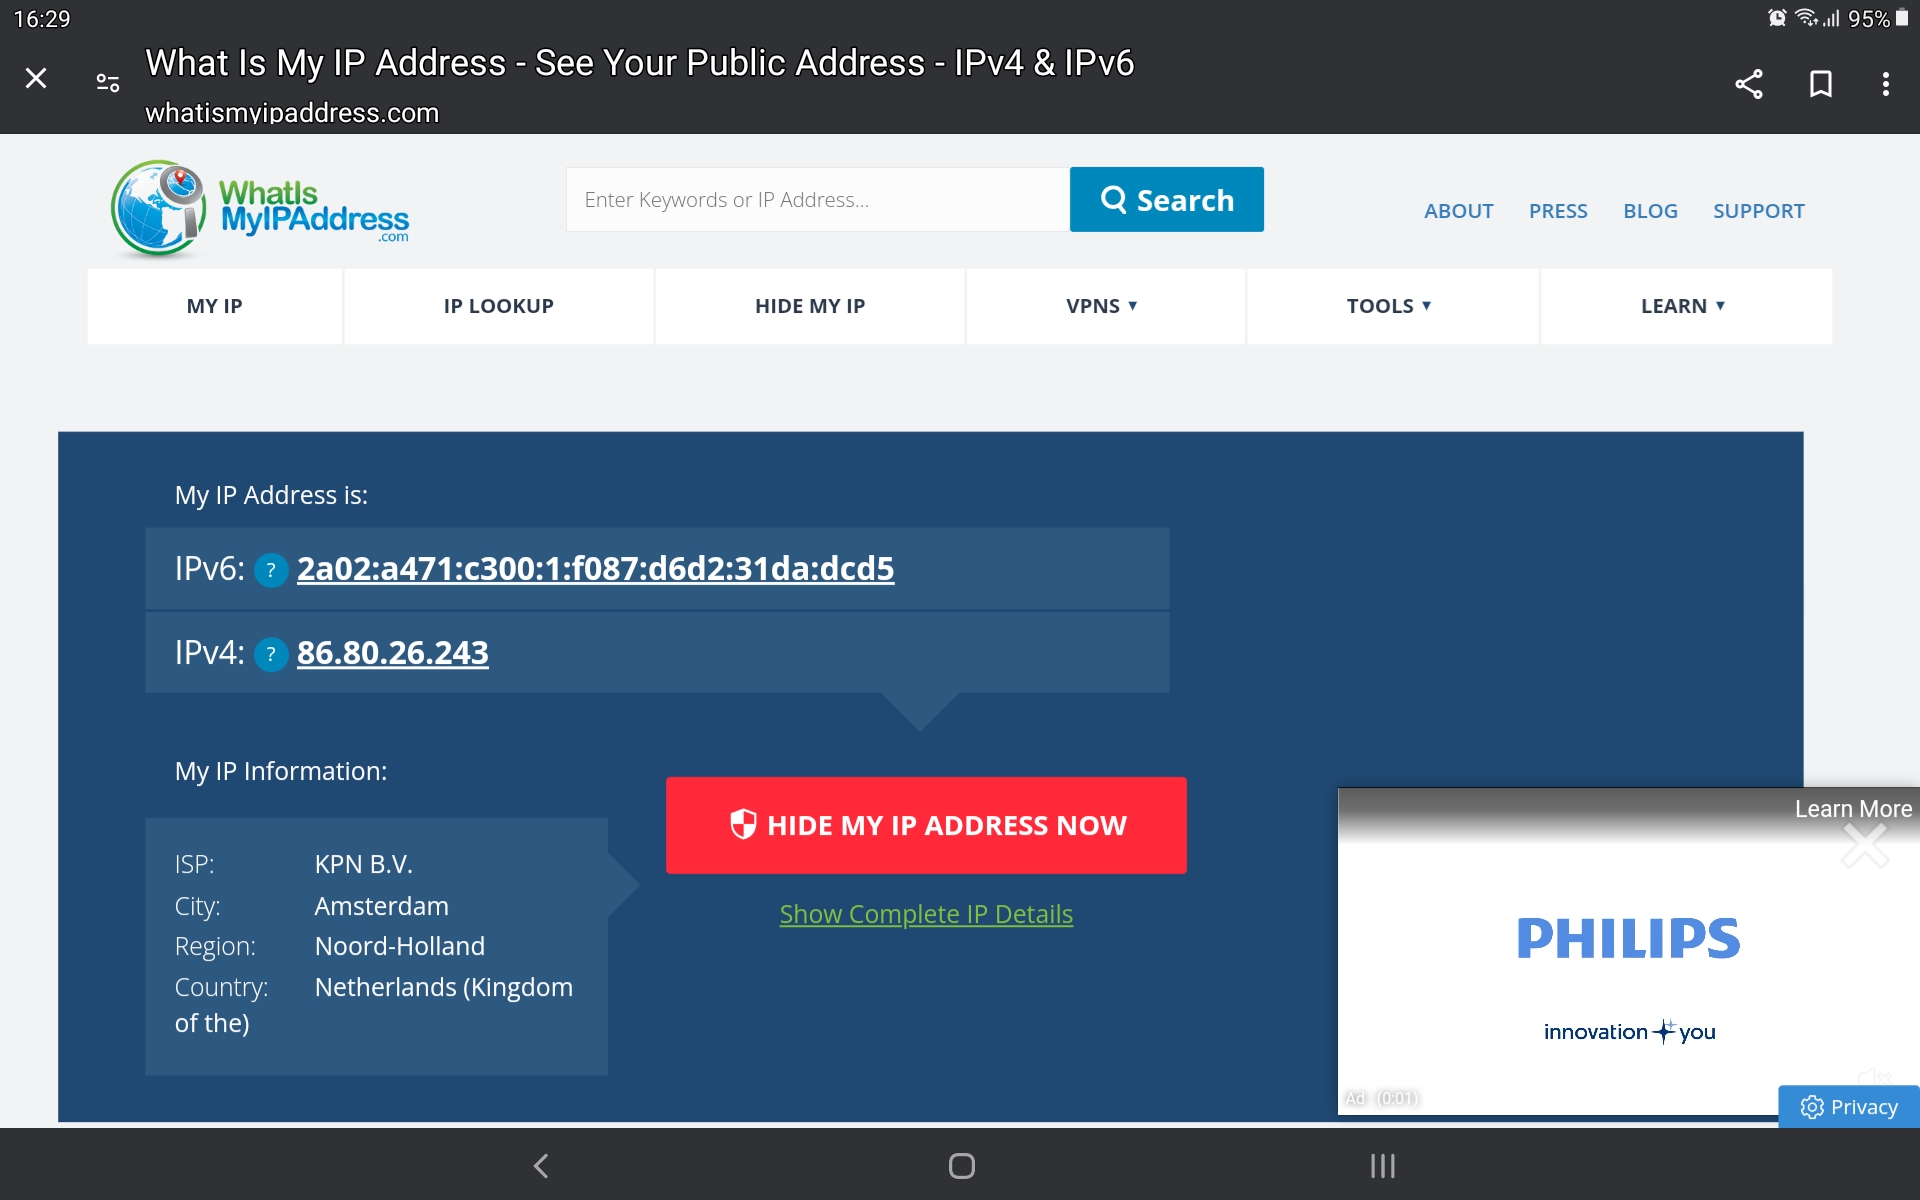 16:29
95%
What Is My IP Address - See Your Public Address - IPv4 & IPv6
whatismyipaddress.com
WhatIs
MyIPAddress
.com
Enter Keywords or IP Address...
Search
ABOUT PRESS BLOG SUPPORT
MY IP IP LOOKUP HIDE MY IP VPNS ▼ TOOLS ▼ LEARN ▼
My IP Address is:
IPv6: ? 2a02:a471:c300:1:f087:d6d2:31da:dcd5
IPv4: ? 86.80.26.243
My IP Information:
HIDE MY IP ADDRESS NOW
Show Complete IP Details
ISP: KPN B.V.
City: Amsterdam
Region: Noord-Holland
Country: Netherlands (Kingdom
of the)
Learn More
PHILIPS
innovation you
Ad · (0:01)
Privacy